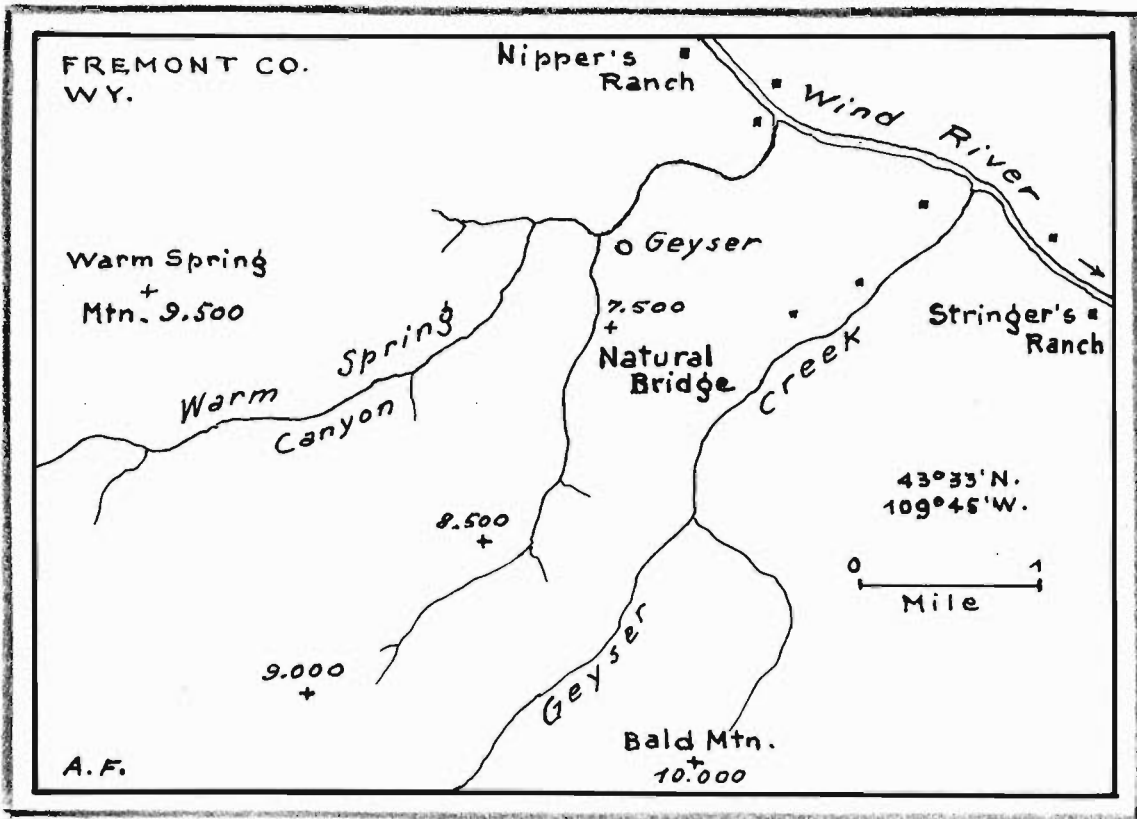 FREMONT CO.
WY.
Nipper's
Ranch
Wind River
Geyser
Warm Spring
Mtn. 9.500
7.500
Natural
Bridge
Stringer's
Ranch
Warm Spring
Canyon
Geyser Creek
43°33'N.
109°45'W.
8.500
0 1
Mile
9.000
Bald Mtn.
10.000
A.F.